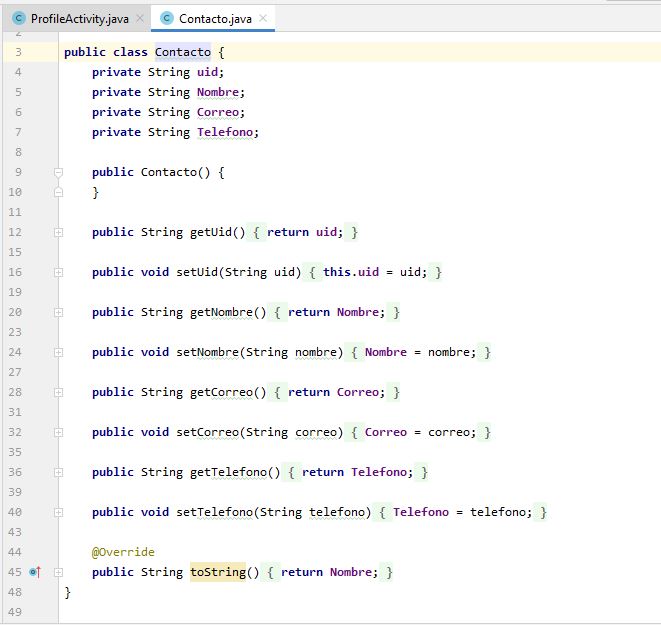 ProfileActivity.java
Contacto.java
2
3 public class Contacto {
4 private String uid;
5 private String Nombre;
6 private String Correo;
7 private String Telefono;
8
9 public Contacto() {
10 }
11
12 public String getUid() { return uid; }
15
16 public void setUid(String uid) { this.uid = uid; }
19
20 public String getNombre() { return Nombre; }
23
24 public void setNombre(String nombre) { Nombre = nombre; }
27
28 public String getCorreo() { return Correo; }
31
32 public void setCorreo(String correo) { Correo = correo; }
35
36 public String getTelefono() { return Telefono; }
39
40 public void setTelefono(String telefono) { Telefono = telefono; }
43
44 @Override
45 public String toString() { return Nombre; }
48 }
49